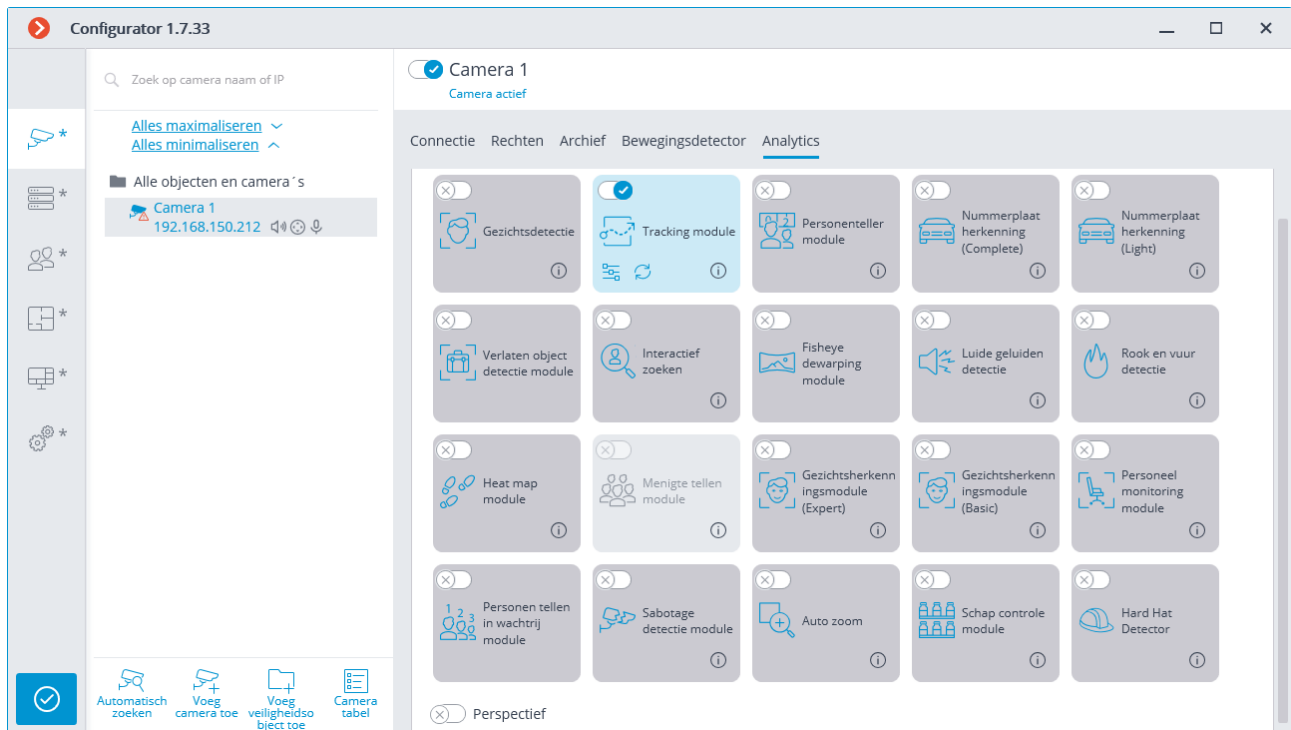 Configurator 1.7.33
Zoek op camera naam of IP
Alles maximaliseren
Alles minimaliseren
Alle objecten en camera´s
Camera 1
192.168.150.212
*
*
*
*
*
*
Automatisch
zoeken
Voeg
camera toe
Voeg
veiligheidso
bject toe
Camera
tabel
Camera 1
Camera actief
Connectie Rechten Archief Bewegingsdetector Analytics
Gezichtsdetectie
Tracking module
1 2
Personenteller
module
Nummerplaat
herkenning
(Complete)
Nummerplaat
herkenning
(Light)
Verlaten object
detectie module
Interactief
zoeken
Fisheye
dewarping
module
Luide geluiden
detectie
Rook en vuur
detectie
Heat map
module
Menigte tellen
module
Gezichtsherkenn
ingsmodule
(Expert)
Gezichtsherkenn
ingsmodule
(Basic)
Personeel
monitoring
module
1 2 3
Personen tellen
in wachtrij
module
Sabotage
detectie module
Auto zoom
Schap controle
module
Hard Hat
Detector
Perspectief